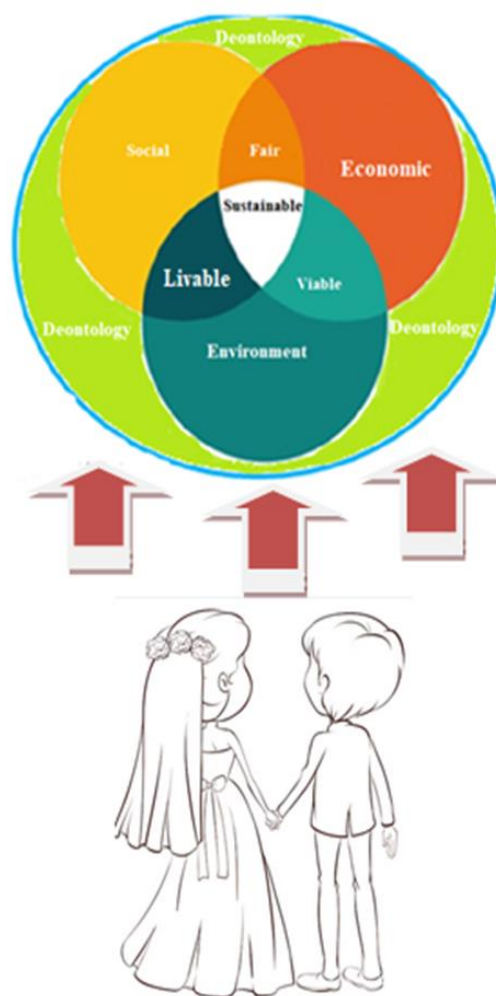 Deontology
Social
Fair
Economic
Sustainable
Livable
Viable
Deontology
Deontology
Environment